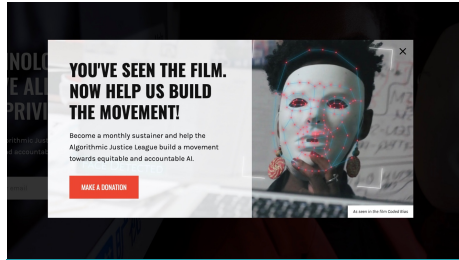 YOU'VE SEEN THE FILM.
NOW HELP US BUILD
THE MOVEMENT!
Become a monthly sustainer and help the
Algorithmic Justice League build a movement
towards equitable and accountable AI.
MAKE A DONATION
As seen in the film Coded Bias